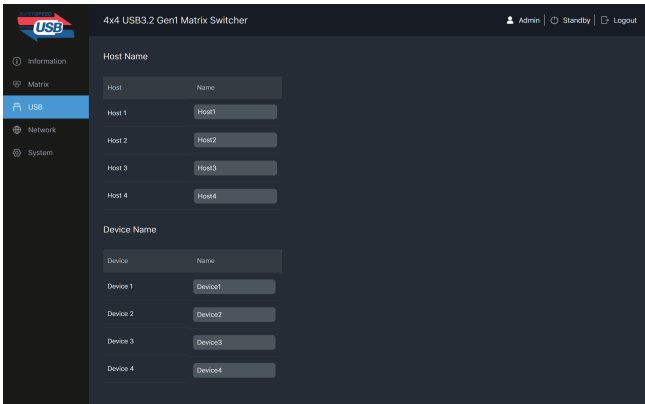 SUPERSPEED
USB
4x4 USB3.2 Gen1 Matrix Switcher
Admin | Standby | Logout
Information
Matrix
USB
Network
System
Host Name
Host Name
Host 1 Host1
Host 2 Host2
Host 3 Host3
Host 4 Host4
Device Name
Device Name
Device 1 Device1
Device 2 Device2
Device 3 Device3
Device 4 Device4